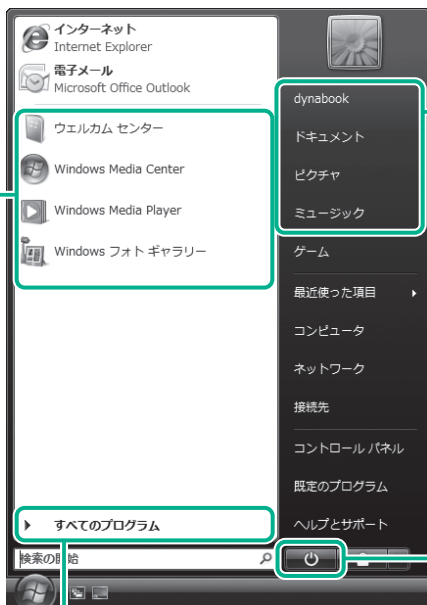 インターネット
Internet Explorer
電子メール
Microsoft Office Outlook
ウェルカム センター
Windows Media Center
Windows Media Player
Windows フォト ギャラリー
すべてのプログラム
検索の開始
dynabook
ドキュメント
ピクチャ
ミュージック
ゲーム
最近使った項目
コンピュータ
ネットワーク
接続先
コントロール パネル
既定のプログラム
ヘルプとサポート